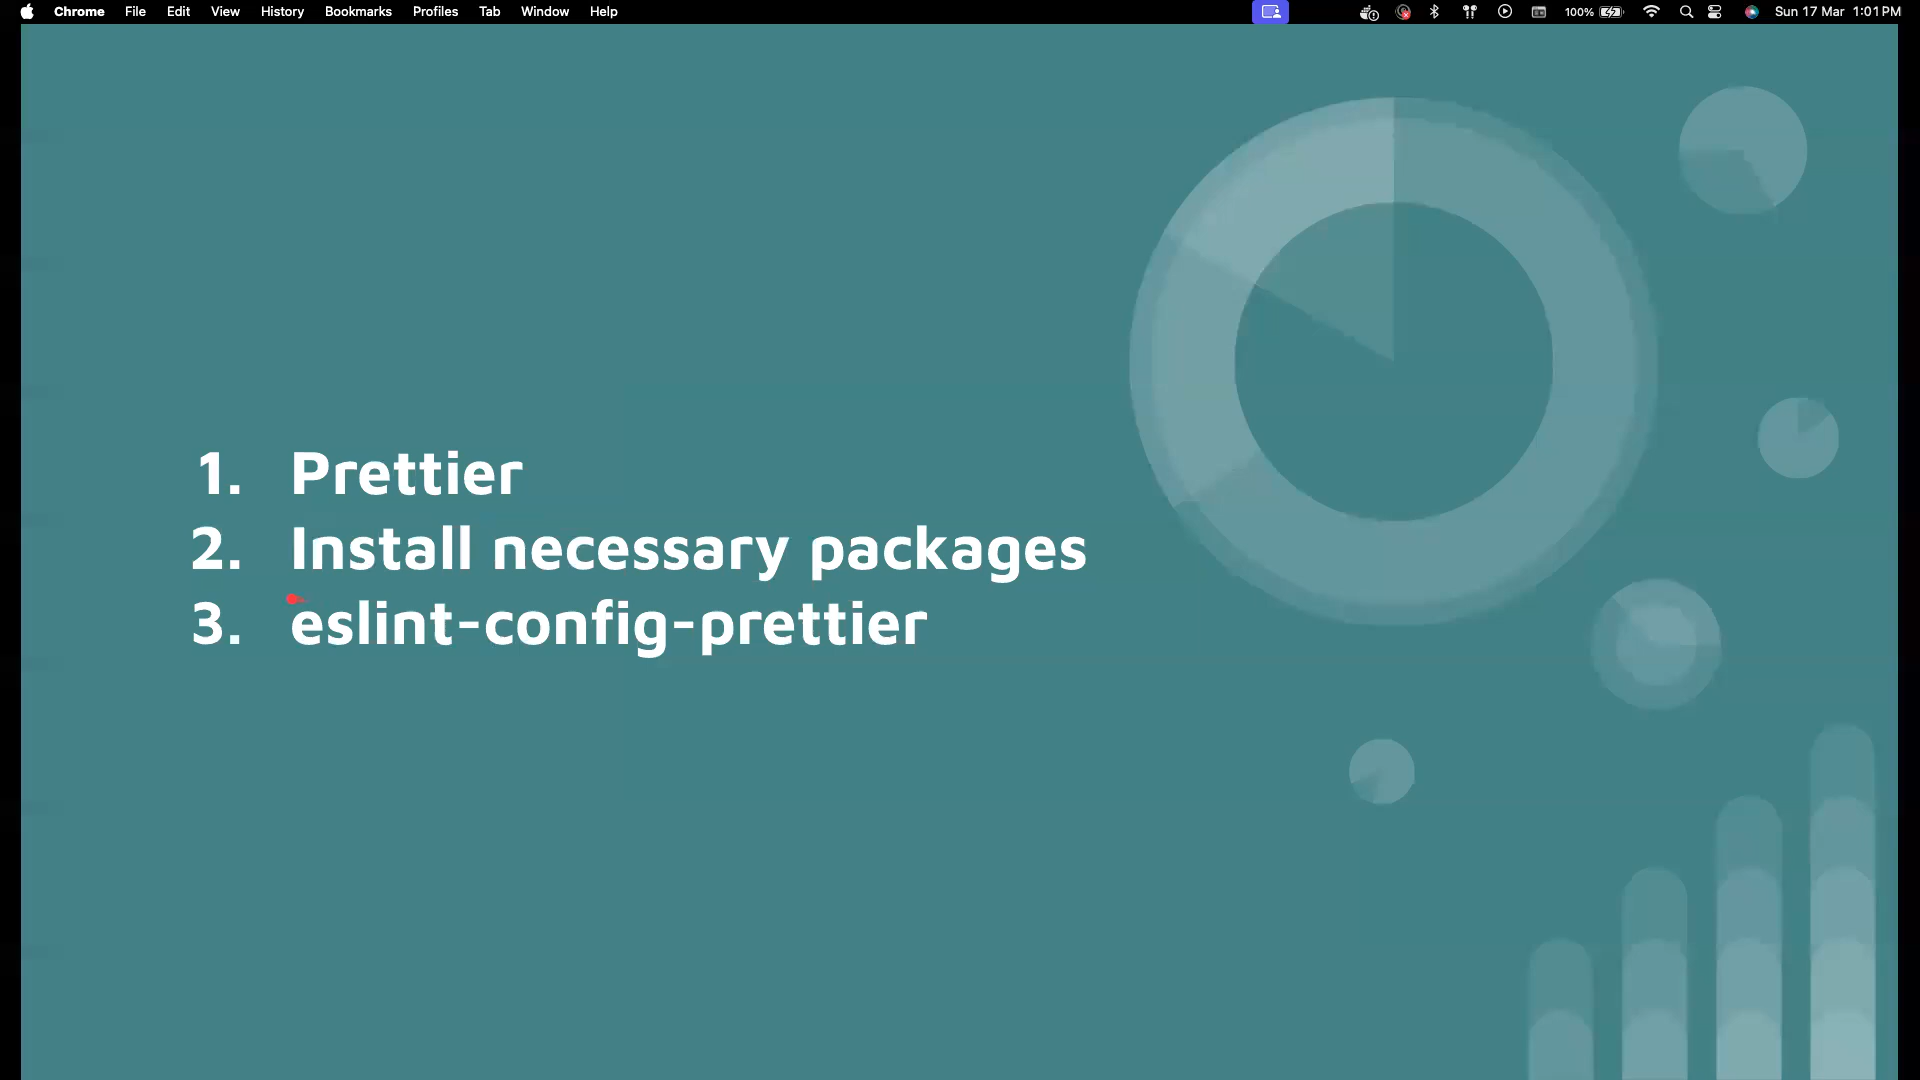 Chrome File Edit View History Bookmarks Profiles Tab Window Help 100% Sun 17 Mar 1:01 PM
1. Prettier
2. Install necessary packages
3. eslint-config-prettier